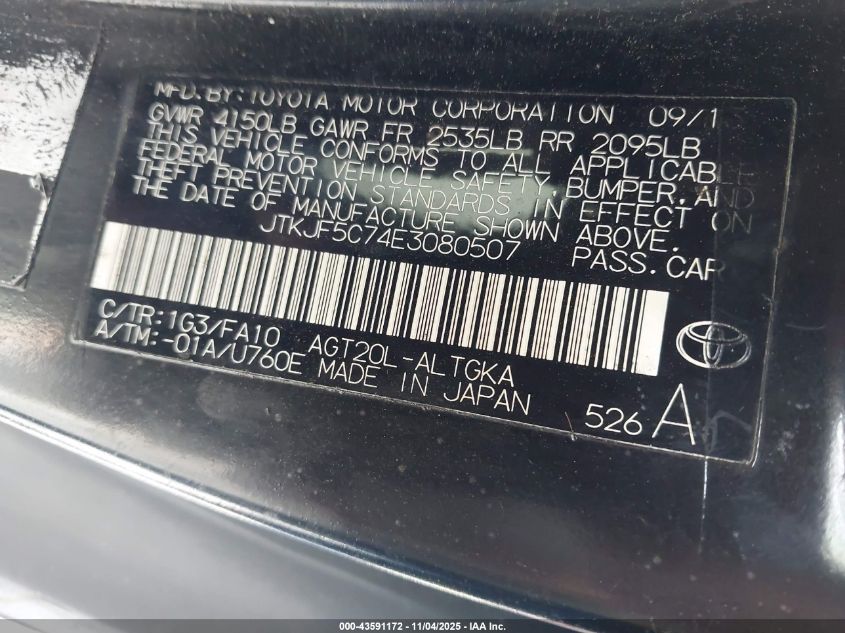 MFD. BY: TOYOTA MOTOR CORPORATION 09/1
GVWR 4150LB GAWR FR 2535LB RR 2095LB
THIS VEHICLE CONFORMS TO ALL APPLICABLE
FEDERAL MOTOR VEHICLE SAFETY, BUMPER, AND
THEFT PREVENTION STANDARDS IN EFFECT ON
THE DATE OF MANUFACTURE SHOWN ABOVE.
JTKJF5C74E3080507 PASS. CAR
C/TR: 1G3/FA10 AGT20L-ALTGKA
A/TM: -01A/U760E MADE IN JAPAN
526 A
000-43591172 - 11/04/2025 - IAA Inc.